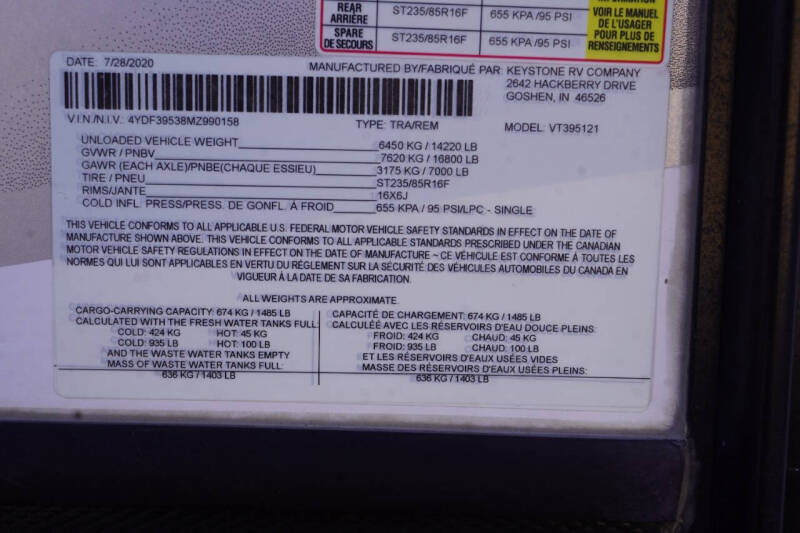 REAR
ARRIÈRE ST235/85R16F 655 KPA /95 PSI
SPARE
DE SECOURS ST235/85R16F 655 KPA /95 PSI
VOIR LE MANUEL
DE L'USAGER
POUR PLUS DE
RENSEIGNEMENTS
DATE: 7/28/2020
MANUFACTURED BY/FABRIQUÉ PAR: KEYSTONE RV COMPANY
2642 HACKBERRY DRIVE
GOSHEN, IN 46526
V.I.N./N.I.V.: 4YDF39538MZ990158 TYPE: TRA/REM MODEL: VT395121
UNLOADED VEHICLE WEIGHT 6450 KG / 14220 LB
GVWR / PNBV 7620 KG / 16800 LB
GAWR (EACH AXLE)/PNBE(CHAQUE ESSIEU) 3175 KG / 7000 LB
TIRE / PNEU ST235/85R16F
RIMS/JANTE 16X6J
COLD INFL. PRESS/PRESS. DE GONFL. À FROID 655 KPA / 95 PSI/LPC - SINGLE
THIS VEHICLE CONFORMS TO ALL APPLICABLE U.S. FEDERAL MOTOR VEHICLE SAFETY STANDARDS IN EFFECT ON THE DATE OF
MANUFACTURE SHOWN ABOVE. THIS VEHICLE CONFORMS TO ALL APPLICABLE STANDARDS PRESCRIBED UNDER THE CANADIAN
MOTOR VEHICLE SAFETY REGULATIONS IN EFFECT ON THE DATE OF MANUFACTURE ~ CE VÉHICULE EST CONFORME À TOUTES LES
NORMES QUI LUI SONT APPLICABLES EN VERTU DU RÉGLEMENT SUR LA SÉCURITÉ DES VÉHICULES AUTOMOBILES DU CANADA EN
VIGUEUR À LA DATE DE SA FABRICATION.
ALL WEIGHTS ARE APPROXIMATE.
CARGO-CARRYING CAPACITY: 674 KG / 1485 LB
CALCULATED WITH THE FRESH WATER TANKS FULL:
COLD: 424 KG HOT: 45 KG
COLD: 935 LB HOT: 100 LB
AND THE WASTE WATER TANKS EMPTY
MASS OF WASTE WATER TANKS FULL:
636 KG / 1403 LB
CAPACITÉ DE CHARGEMENT: 674 KG / 1485 LB
CALCULÉE AVEC LES RÉSERVOIRS D'EAU DOUCE PLEINS:
FROID: 424 KG CHAUD: 45 KG
FROID: 935 LB CHAUD: 100 LB
ET LES RÉSERVOIRS D'EAUX USÉES VIDES
MASSE DES RÉSERVOIRS D'EAUX USÉES PLEINS:
636 KG / 1403 LB